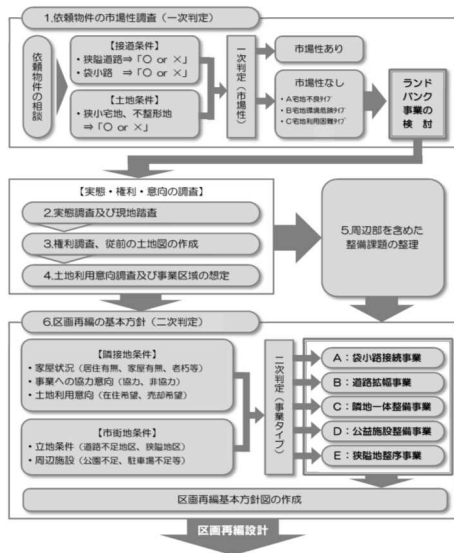 1.依頼物件の市場性調査（一次判定）
依頼物件の相談
【接道条件】
・狭隘道路⇒「〇 or ×」
・袋小路 ⇒「〇 or ×」
【土地条件】
・狭小宅地、不整形地
⇒「〇 or ×」
一次判定（市場性）
市場性あり
市場性なし
・A宅地不良ﾀｲﾌﾟ
・B宅地環境危険ﾀｲﾌﾟ
・C宅地利用困難ﾀｲﾌﾟ
ランド
バンク
事業の
検 討
【実態・権利・意向の調査】
2.実態調査及び現地踏査
3.権利調査、従前の土地図の作成
4.土地利用意向調査及び事業区域の想定
5.周辺部を含めた
整備課題の整理
6.区画再編の基本方針（二次判定）
【隣接地条件】
・家屋状況（居住有無、家屋有無、老朽等）
・事業への協力意向（協力、非協力）
・土地利用意向（在住希望、売却希望）
【市街地条件】
・立地条件（道路不足地区、狭隘地区）
・周辺施設（公園不足、駐車場不足等）
二次判定（事業タイプ）
A：袋小路接続事業
B：道路拡幅事業
C：隣地一体整備事業
D：公益施設整備事業
E：狭隘地整序事業
区画再編基本方針図の作成
区画再編設計